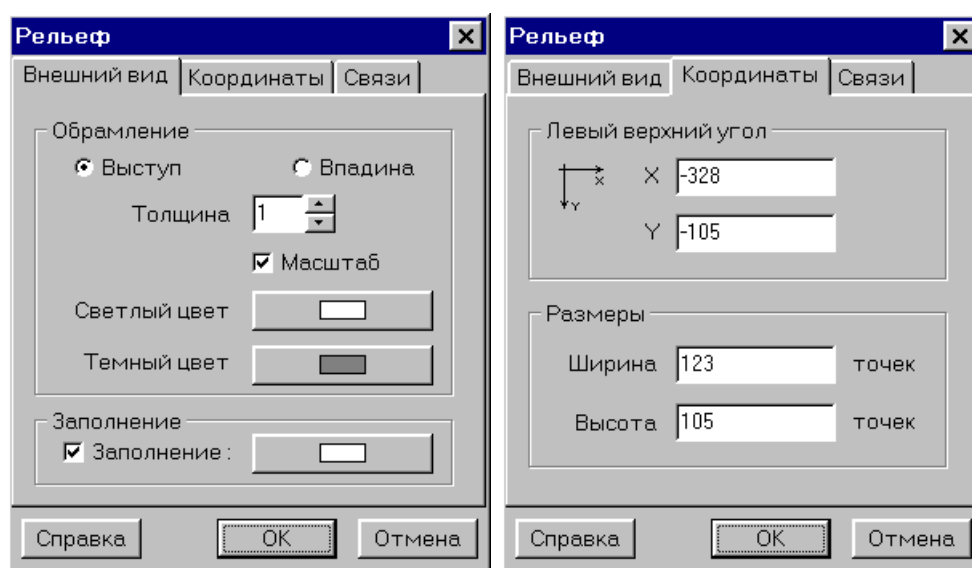 Рельеф
Внешний вид Координаты Связи
Обрамление
Выступ Впадина
Толщина 1
Масштаб
Светлый цвет
Темный цвет
Заполнение
Заполнение :
Справка OK Отмена
Рельеф
Внешний вид Координаты Связи
Левый верхний угол
X X -328
Y Y -105
Размеры
Ширина 123 точек
Высота 105 точек
Справка OK Отмена